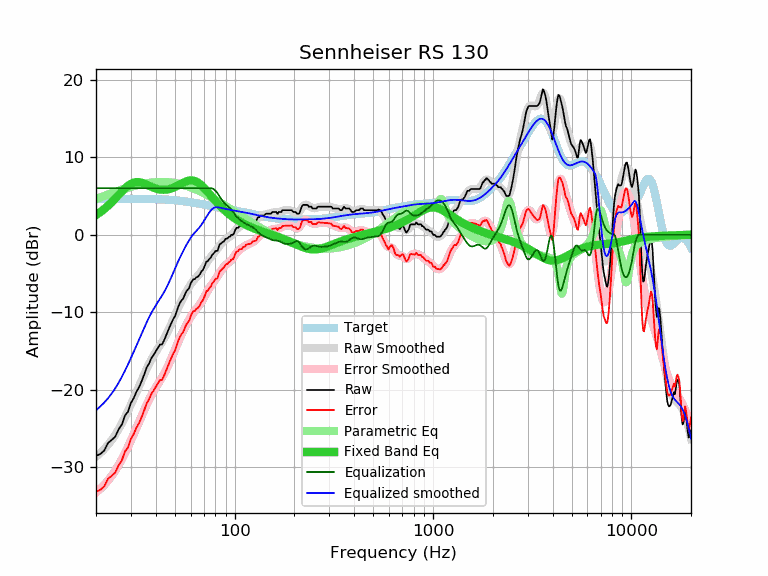 Sennheiser RS 130
Amplitude (dBr)
20
10
0
−10
−20
−30
Target
Raw Smoothed
Error Smoothed
Raw
Error
Parametric Eq
Fixed Band Eq
Equalization
Equalized smoothed
100
1000
10000
Frequency (Hz)